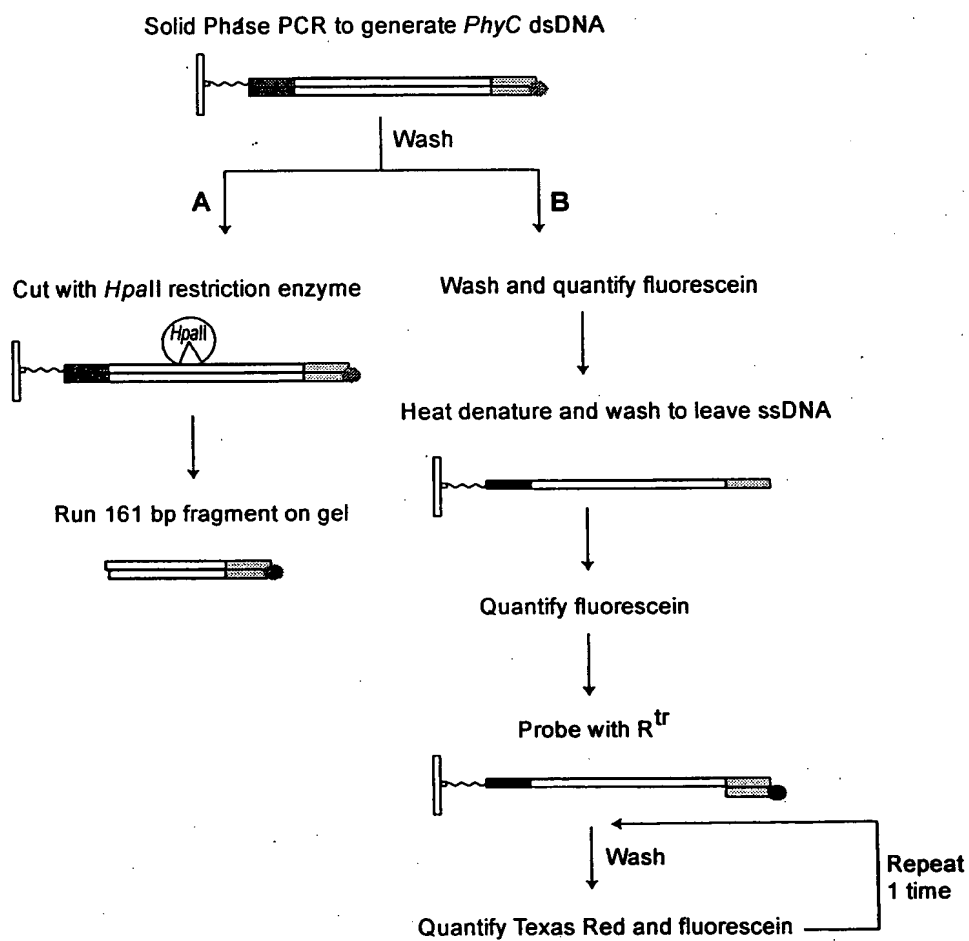 Solid Phase PCR to generate PhyC dsDNA
Wash
A
B
Cut with HpaII restriction enzyme
HpaII
Run 161 bp fragment on gel
Wash and quantify fluorescein
Heat denature and wash to leave ssDNA
Quantify fluorescein
Probe with R^tr
Wash
Repeat
1 time
Quantify Texas Red and fluorescein